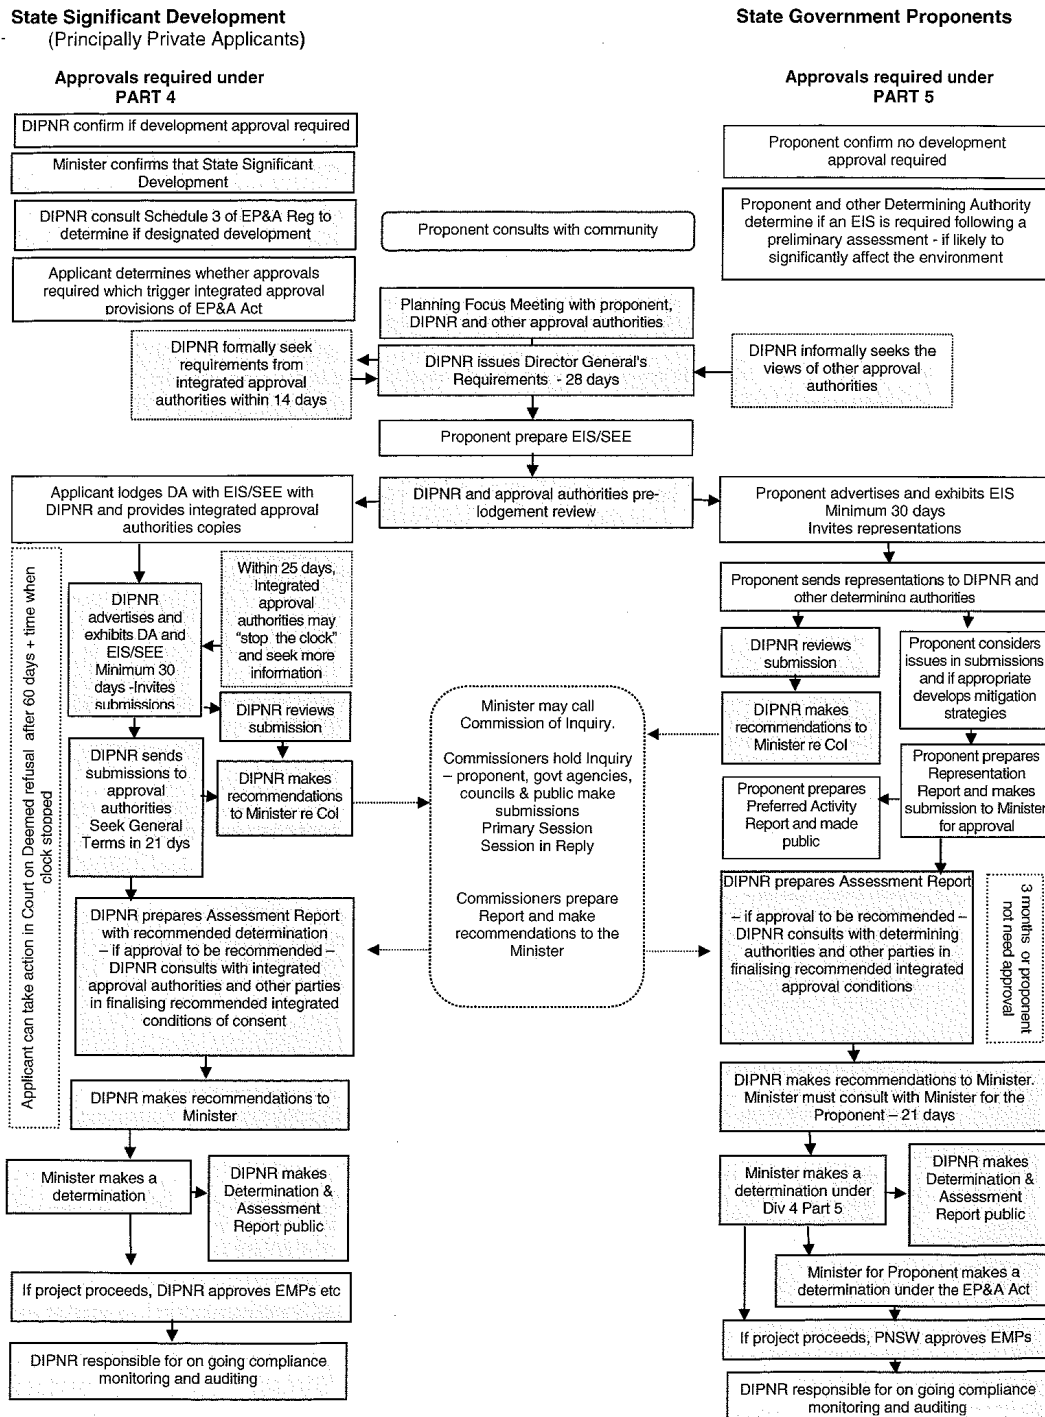 State Significant Development
(Principally Private Applicants)
State Government Proponents
Approvals required under
PART 4
Approvals required under
PART 5
DIPNR confirm if development approval required
Minister confirms that State Significant
Development
DIPNR consult Schedule 3 of EP&A Reg to
determine if designated development
Applicant determines whether approvals
required which trigger integrated approval
provisions of EP&A Act
Proponent confirm no development
approval required
Proponent and other Determining Authority
determine if an EIS is required following a
preliminary assessment - if likely to
significantly affect the environment
Proponent consults with community
Planning Focus Meeting with proponent,
DIPNR and other approval authorities
DIPNR formally seek
requirements from
integrated approval
authorities within 14 days
DIPNR issues Director General's
Requirements - 28 days
DIPNR informally seeks the
views of other approval
authorities
Proponent prepare EIS/SEE
Applicant lodges DA with EIS/SEE with
DIPNR and provides integrated approval
authorities copies
DIPNR and approval authorities pre-
lodgement review
Proponent advertises and exhibits EIS
Minimum 30 days
Invites representations
Applicant can take action in Court on Deemed refusal after 60 days + time when
clock stopped
DIPNR
advertises and
exhibits DA and
EIS/SEE
Minimum 30
days -Invites
submissions
Within 25 days,
Integrated
approval
authorities may
"stop the clock"
and seek more
information
DIPNR reviews
submission
DIPNR sends
submissions to
approval
authorities
Seek General
Terms in 21 dys
DIPNR makes
recommendations
to Minister re CoI
Minister may call
Commission of Inquiry.
Commissioners hold Inquiry
– proponent, govt agencies,
councils & public make
submissions
Primary Session
Session in Reply
Commissioners prepare
Report and make
recommendations to the
Minister
Proponent sends representations to DIPNR and
other determining authorities
DIPNR reviews
submission
Proponent considers
issues in submissions
and if appropriate
develops mitigation
strategies
DIPNR makes
recommendations to
Minister re CoI
Proponent prepares
Representation
Report and makes
submission to Minister
for approval
Proponent prepares
Preferred Activity
Report and made
public
DIPNR prepares Assessment Report
with recommended determination
– if approval to be recommended –
DIPNR consults with integrated
approval authorities and other parties
in finalising recommended integrated
conditions of consent
DIPNR prepares Assessment Report
– if approval to be recommended –
DIPNR consults with determining
authorities and other parties in
finalising recommended integrated
approval conditions
3 months or proponent
not need approval
DIPNR makes recommendations to
Minister
DIPNR makes recommendations to Minister.
Minister must consult with Minister for the
Proponent – 21 days
Minister makes a
determination
DIPNR makes
Determination &
Assessment
Report public
Minister makes a
determination under
Div 4 Part 5
DIPNR makes
Determination &
Assessment
Report public
Minister for Proponent makes a
determination under the EP&A Act
If project proceeds, DIPNR approves EMPs etc
If project proceeds, PNSW approves EMPs
DIPNR responsible for on going compliance
monitoring and auditing
DIPNR responsible for on going compliance
monitoring and auditing